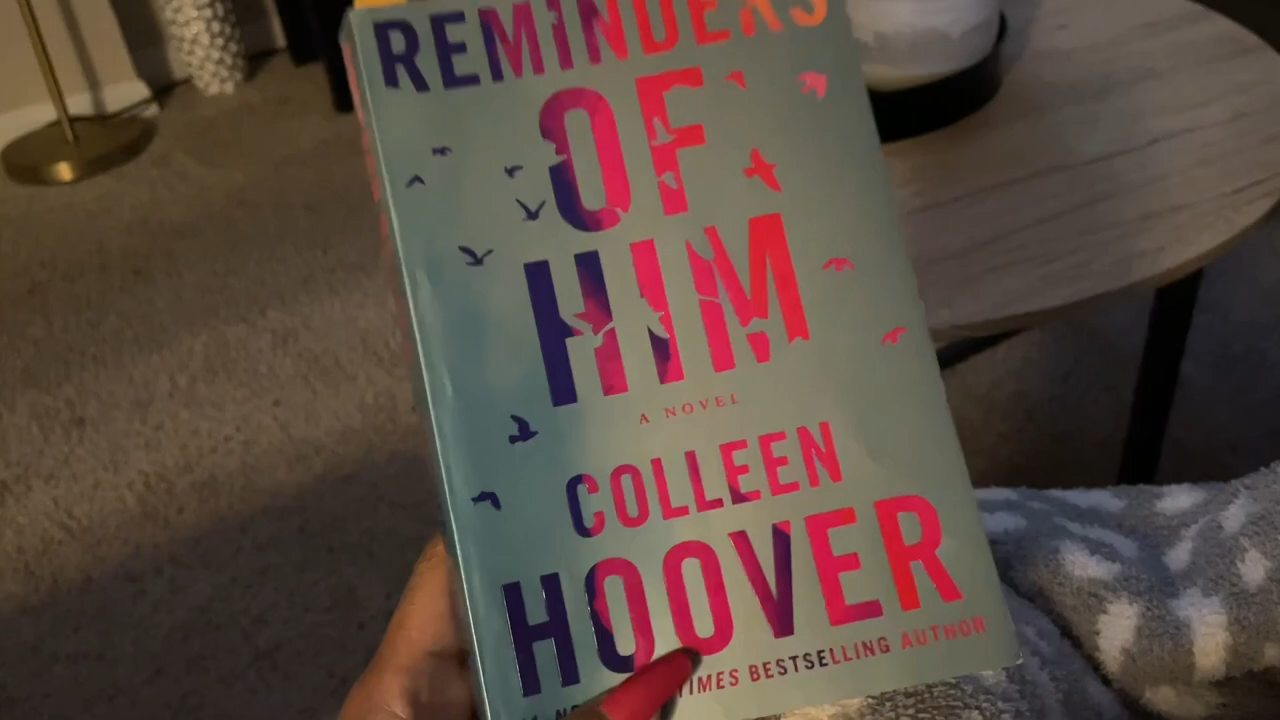 REMINDERS
OF
HIM
A NOVEL
COLLEEN
HOOVER
TIMES BESTSELLING AUTHOR